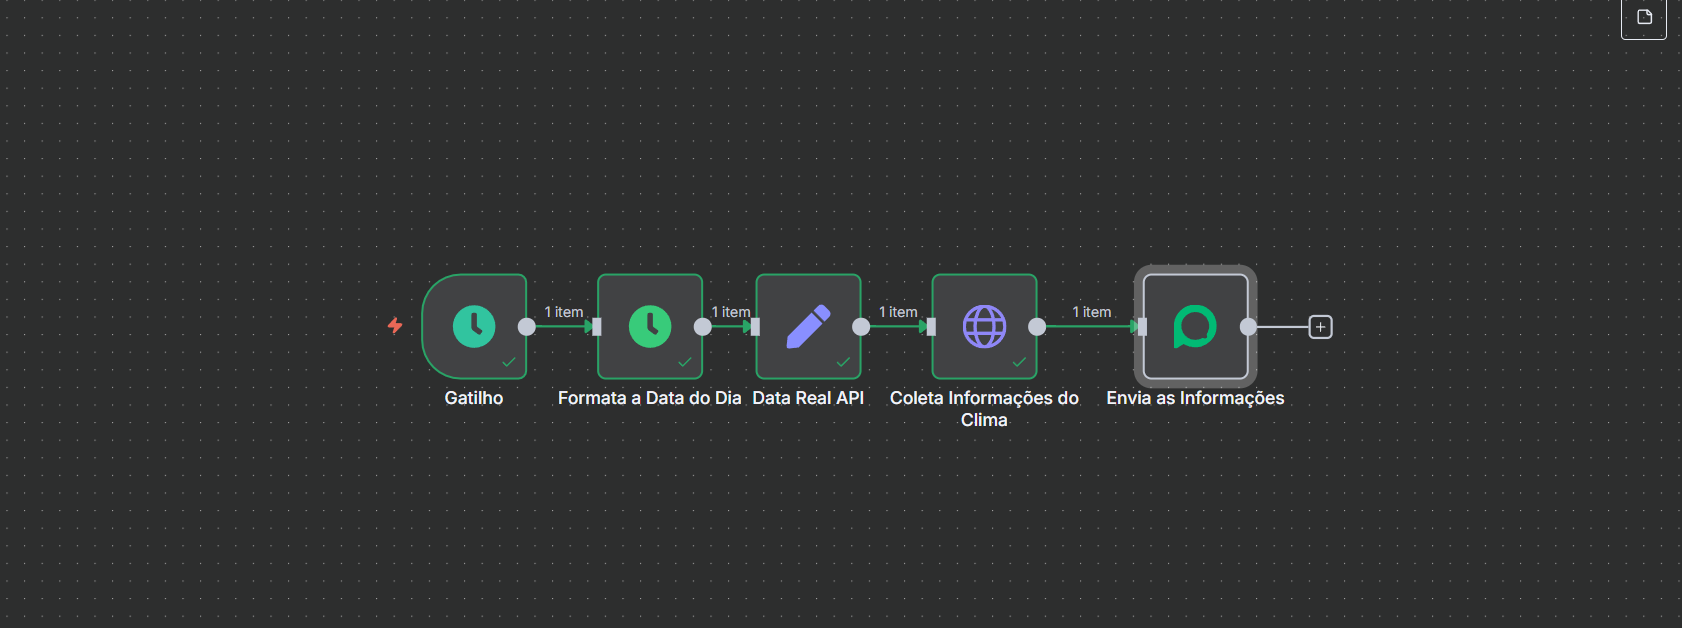 1 item
1 item
1 item
1 item
Gatilho
Formata a Data do Dia
Data Real API
Coleta Informações do
Clima
Envia as Informações